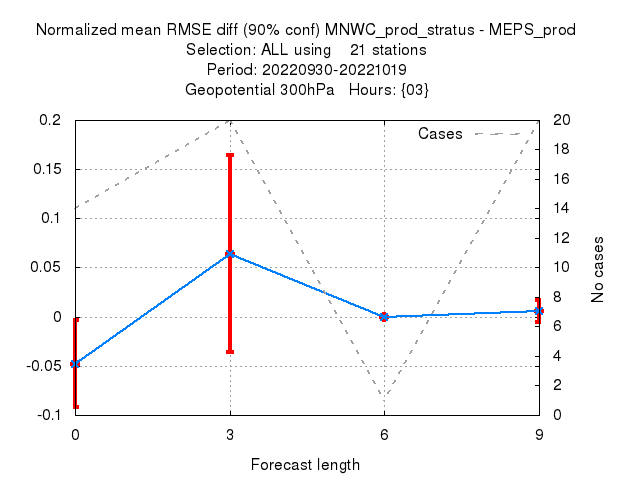 Normalized mean RMSE diff (90% conf) MNWC_prod_stratus - MEPS_prod
Selection: ALL using 21 stations
Period: 20220930-20221019
Geopotential 300hPa Hours: {03}
Cases
0.2
0.15
0.1
0.05
0
-0.05
-0.1
20
18
16
14
12
10
8
6
4
2
0
No cases
0 3 6 9
Forecast length